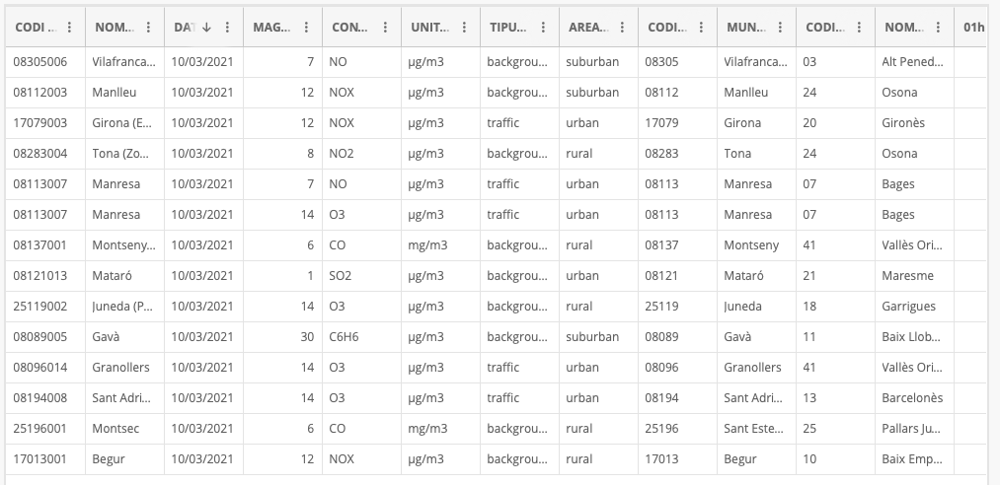 CODI ... NOM... DAT MAG... CON... UNIT... TIPU... AREA... CODI... MUN... CODI... NOM... 01h
08305006 Vilafranca... 10/03/2021 7 NO µg/m3 backgrou... suburban 08305 Vilafranca... 03 Alt Pened...
08112003 Manlleu 10/03/2021 12 NOX µg/m3 backgrou... suburban 08112 Manlleu 24 Osona
17079003 Girona (E... 10/03/2021 12 NOX µg/m3 traffic urban 17079 Girona 20 Gironès
08283004 Tona (Zo... 10/03/2021 8 NO2 µg/m3 backgrou... rural 08283 Tona 24 Osona
08113007 Manresa 10/03/2021 7 NO µg/m3 traffic urban 08113 Manresa 07 Bages
08113007 Manresa 10/03/2021 14 O3 µg/m3 traffic urban 08113 Manresa 07 Bages
08137001 Montseny... 10/03/2021 6 CO mg/m3 backgrou... rural 08137 Montseny 41 Vallès Ori...
08121013 Mataró 10/03/2021 1 SO2 µg/m3 backgrou... urban 08121 Mataró 21 Maresme
25119002 Juneda (P... 10/03/2021 14 O3 µg/m3 backgrou... rural 25119 Juneda 18 Garrigues
08089005 Gavà 10/03/2021 30 C6H6 µg/m3 backgrou... suburban 08089 Gavà 11 Baix Llob...
08096014 Granollers 10/03/2021 14 O3 µg/m3 traffic urban 08096 Granollers 41 Vallès Ori...
08194008 Sant Adri... 10/03/2021 14 O3 µg/m3 traffic urban 08194 Sant Adri... 13 Barcelonès
25196001 Montsec 10/03/2021 6 CO mg/m3 backgrou... rural 25196 Sant Este... 25 Pallars Ju...
17013001 Begur 10/03/2021 12 NOX µg/m3 backgrou... rural 17013 Begur 10 Baix Emp...